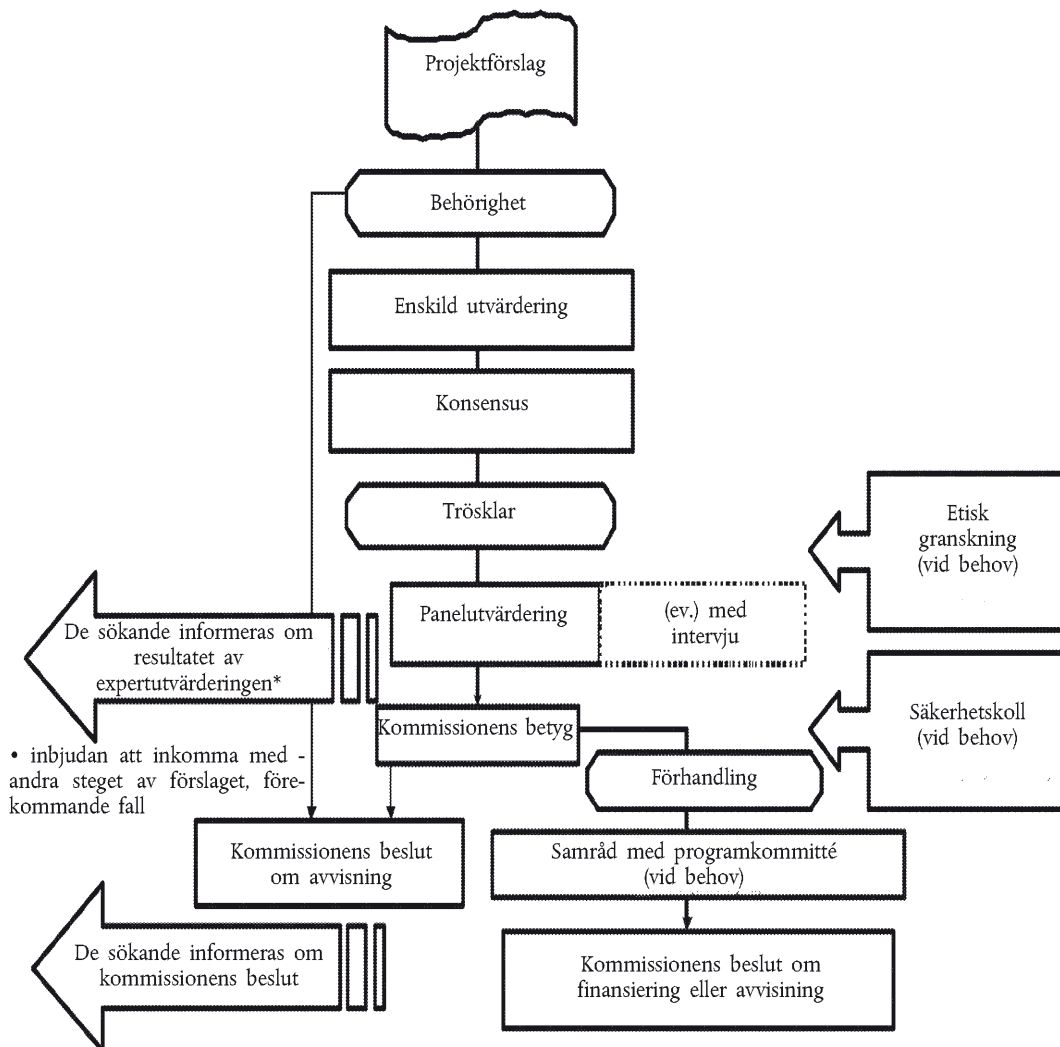 Projektförslag
Behörighet
Enskild utvärdering
Konsensus
Trösklar
Etisk
granskning
(vid behov)
Panelutvärdering
(ev.) med
intervju
De sökande informeras om
resultatet av
expertutvärderingen*
Kommissionens betyg
Säkerhetskoll
(vid behov)
• inbjudan att inkomma med -
andra steget av förslaget, före-
kommande fall
Förhandling
Kommissionens beslut
om avvisning
Samråd med programkommitté
(vid behov)
De sökande informeras om
kommissionens beslut
Kommissionens beslut om
finansiering eller avvisining